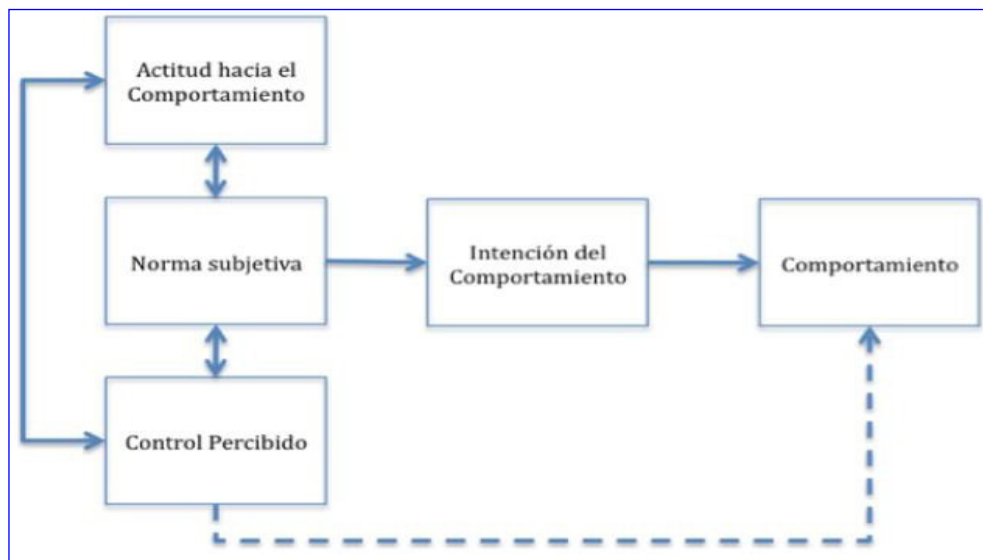 Actitud hacia el
Comportamiento
Norma subjetiva
Intención del
Comportamiento
Comportamiento
Control Percibido